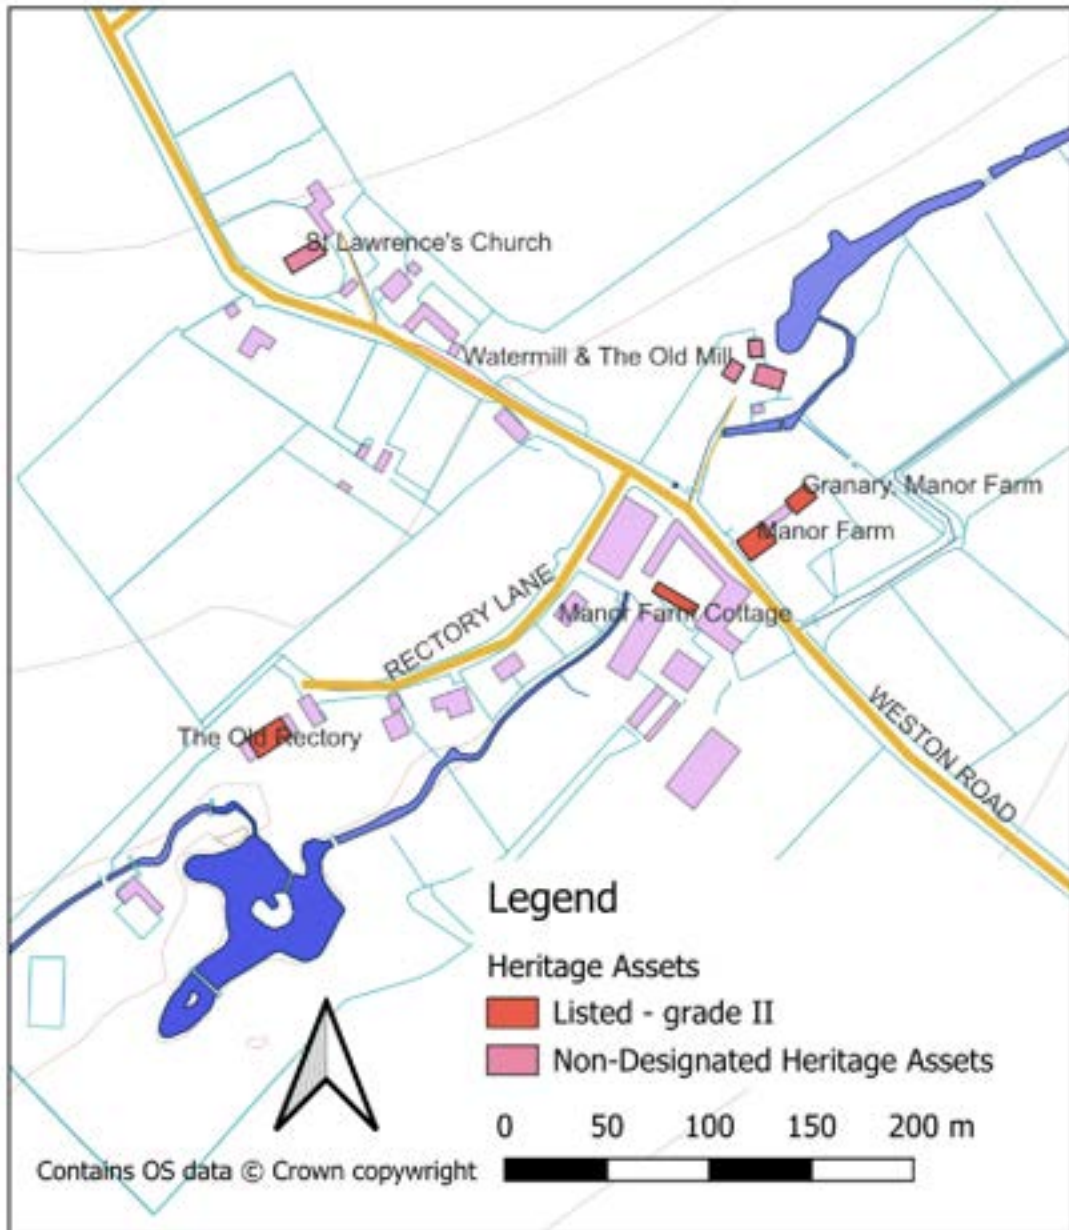 St Lawrence's Church
Watermill & The Old Mill
Granary, Manor Farm
Manor Farm
RECTORY LANE
Manor Farm Cottage
WESTON ROAD
The Old Rectory
Legend
Heritage Assets
Listed - grade II
Non-Designated Heritage Assets
0 50 100 150 200 m
Contains OS data © Crown copywright